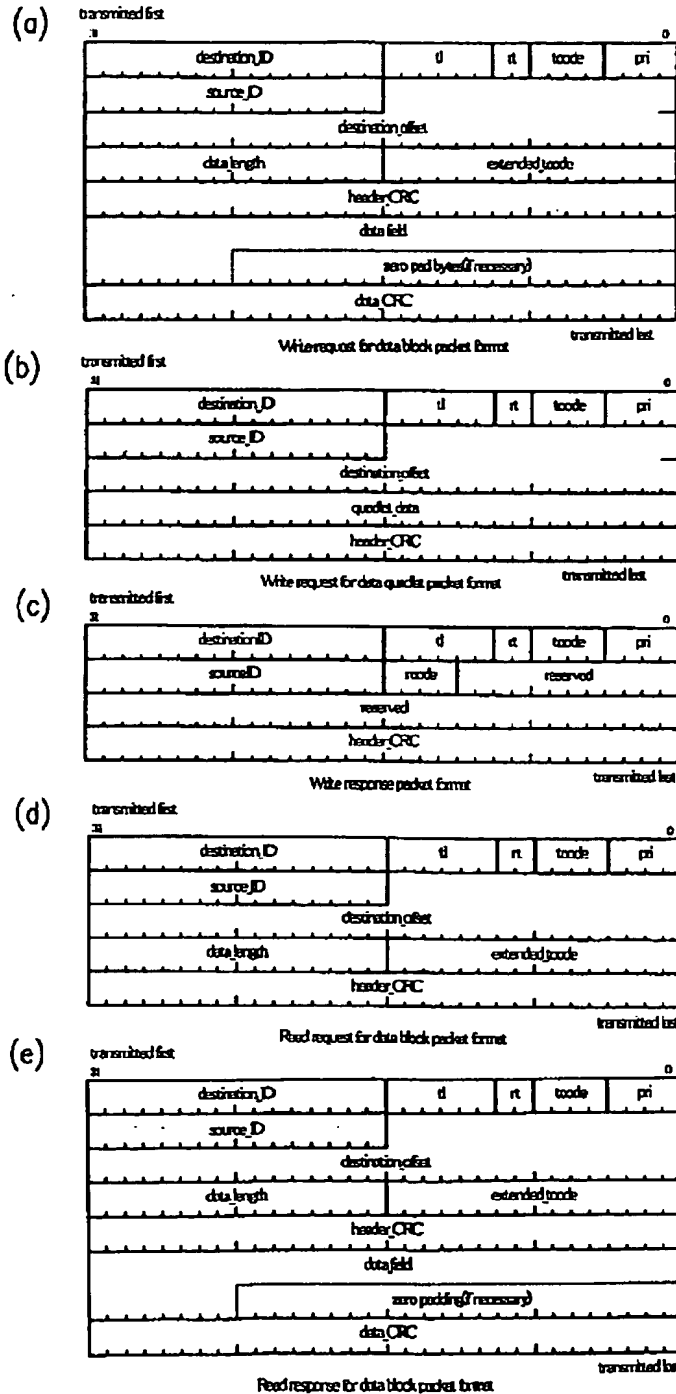 (a)
transmitted first
31 0
destination_ID tl rt tcode pri
source_ID
destination_offset
data_length extended_tcode
header_CRC
data field
zero pad bytes(if necessary)
data_CRC
transmitted last
Write request for data block packet format
(b)
transmitted first
31 0
destination_ID tl rt tcode pri
source_ID
destination_offset
quadlet_data
header_CRC
Write request for data quadlet packet format
transmitted last
(c)
transmitted first
0
destinationID tl rt tcode pri
sourceID rcode reserved
reserved
header_CRC
Write response packet format
transmitted last
(d)
transmitted first
31 0
destination_ID tl rt tcode pri
source_ID
destination_offset
data_length extended_tcode
header_CRC
transmitted last
Read request for data block packet format
(e)
transmitted first
31 0
destination_ID tl rt tcode pri
source_ID
destination_offset
data_length extended_tcode
header_CRC
data_field
zero padding(if necessary)
data_CRC
transmitted last
Read response for data block packet format